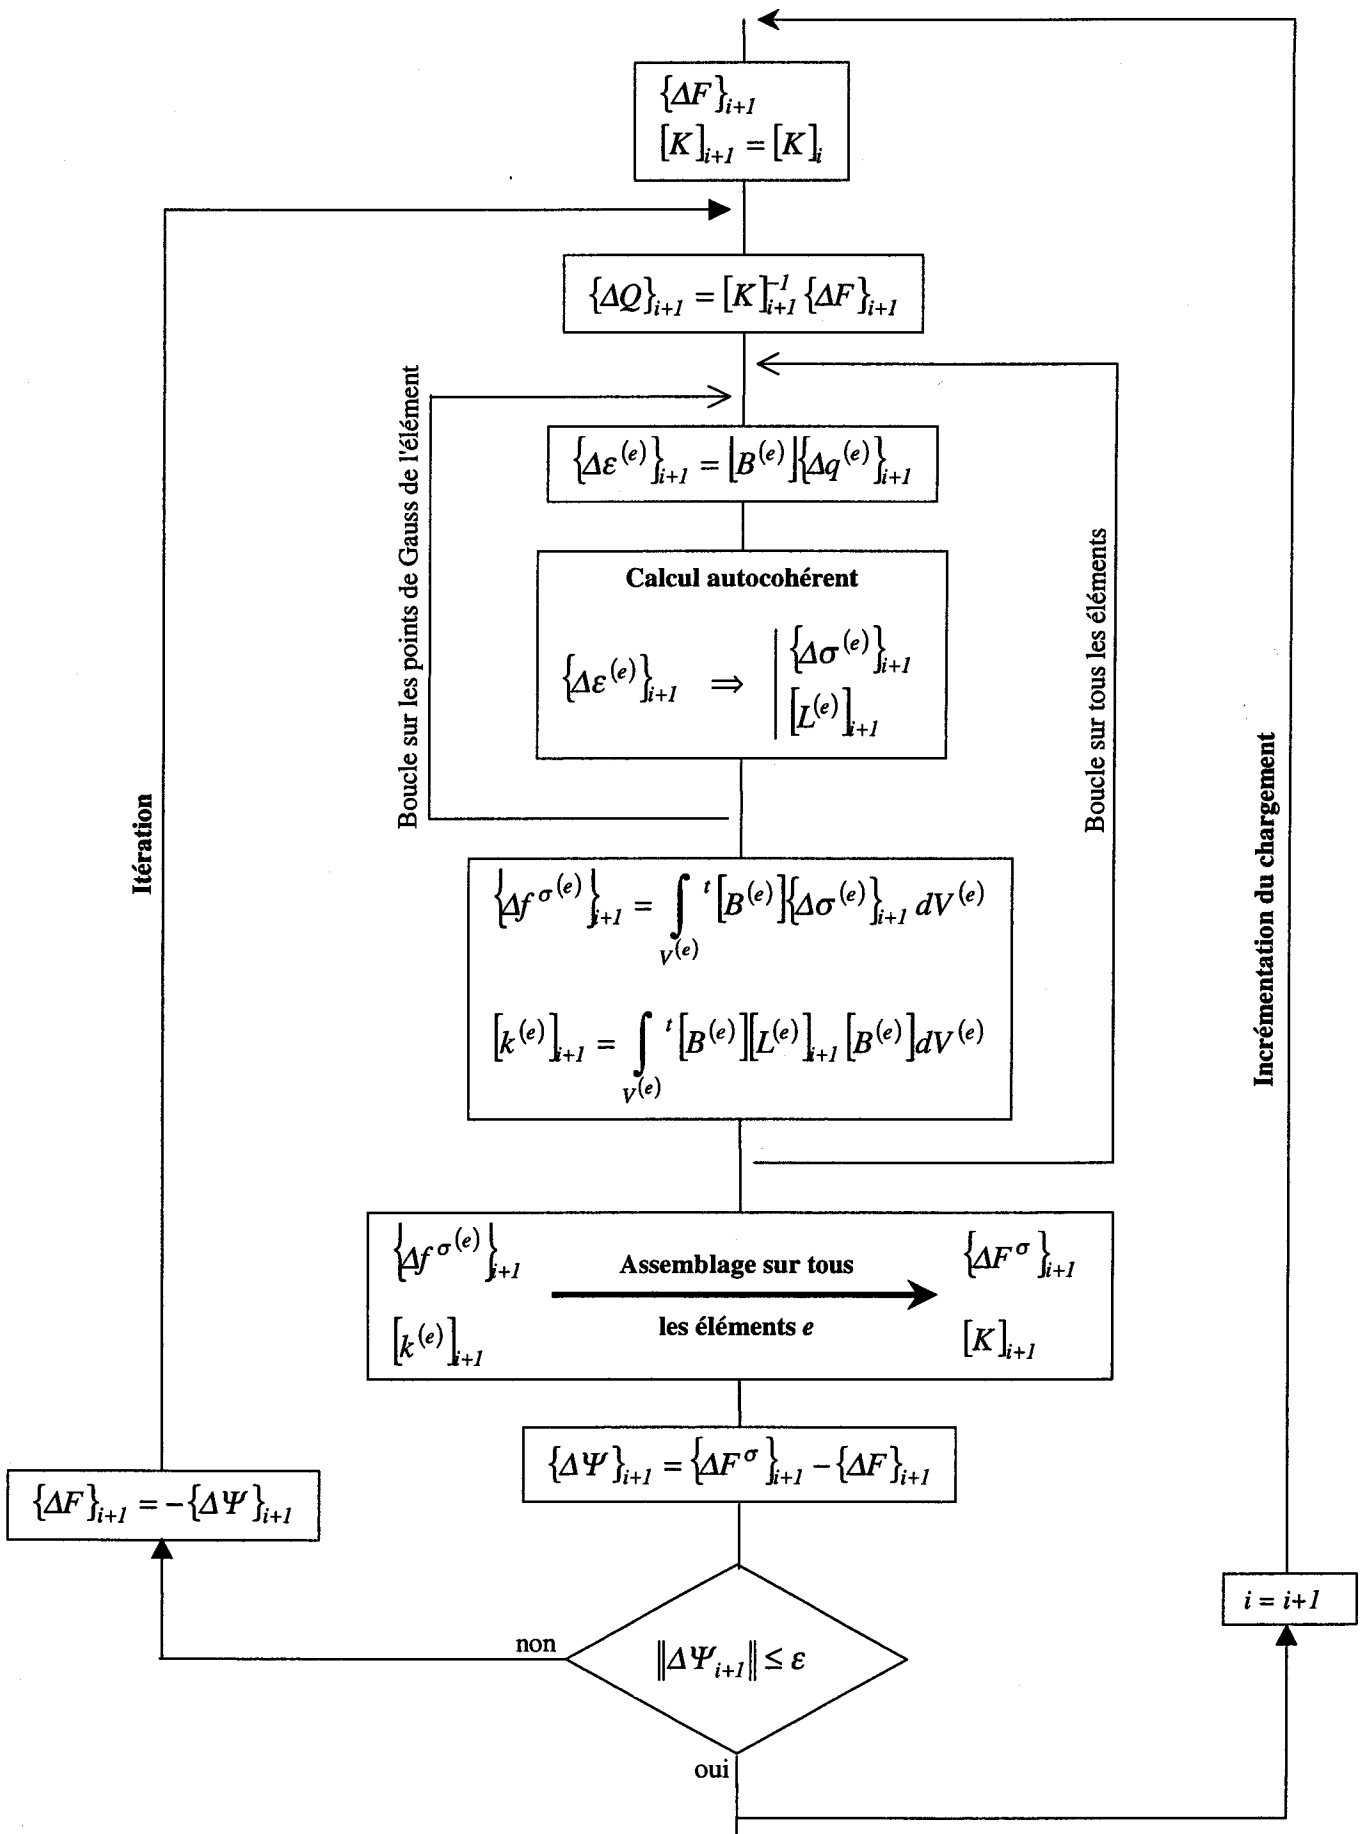 {ΔF}_{i+1}
[K]_{i+1} = [K]_i
{ΔQ}_{i+1} = [K]^{-1}_{i+1} {ΔF}_{i+1}
Boucle sur les points de Gauss de l'élément
{Δε^{(e)}}_{i+1} = [B^{(e)}]{Δq^{(e)}}_{i+1}
Calcul autocohérent
{Δε^{(e)}}_{i+1} ⇒ | {Δσ^{(e)}}_{i+1}
[L^{(e)}]_{i+1}
Boucle sur tous les éléments
Itération
Incrémentation du chargement
{Δf^{σ(e)}}_{i+1} = ∫_{V^{(e)}} ^t[B^{(e)}]{Δσ^{(e)}}_{i+1} dV^{(e)}
[k^{(e)}]_{i+1} = ∫_{V^{(e)}} ^t[B^{(e)}][L^{(e)}]_{i+1} [B^{(e)}]dV^{(e)}
{Δf^{σ(e)}}_{i+1} Assemblage sur tous {ΔF^σ}_{i+1}
[k^{(e)}]_{i+1} les éléments e [K]_{i+1}
{ΔΨ}_{i+1} = {ΔF^σ}_{i+1} - {ΔF}_{i+1}
{ΔF}_{i+1} = -{ΔΨ}_{i+1}
i = i+1
non
‖ΔΨ_{i+1}‖ ≤ ε
oui